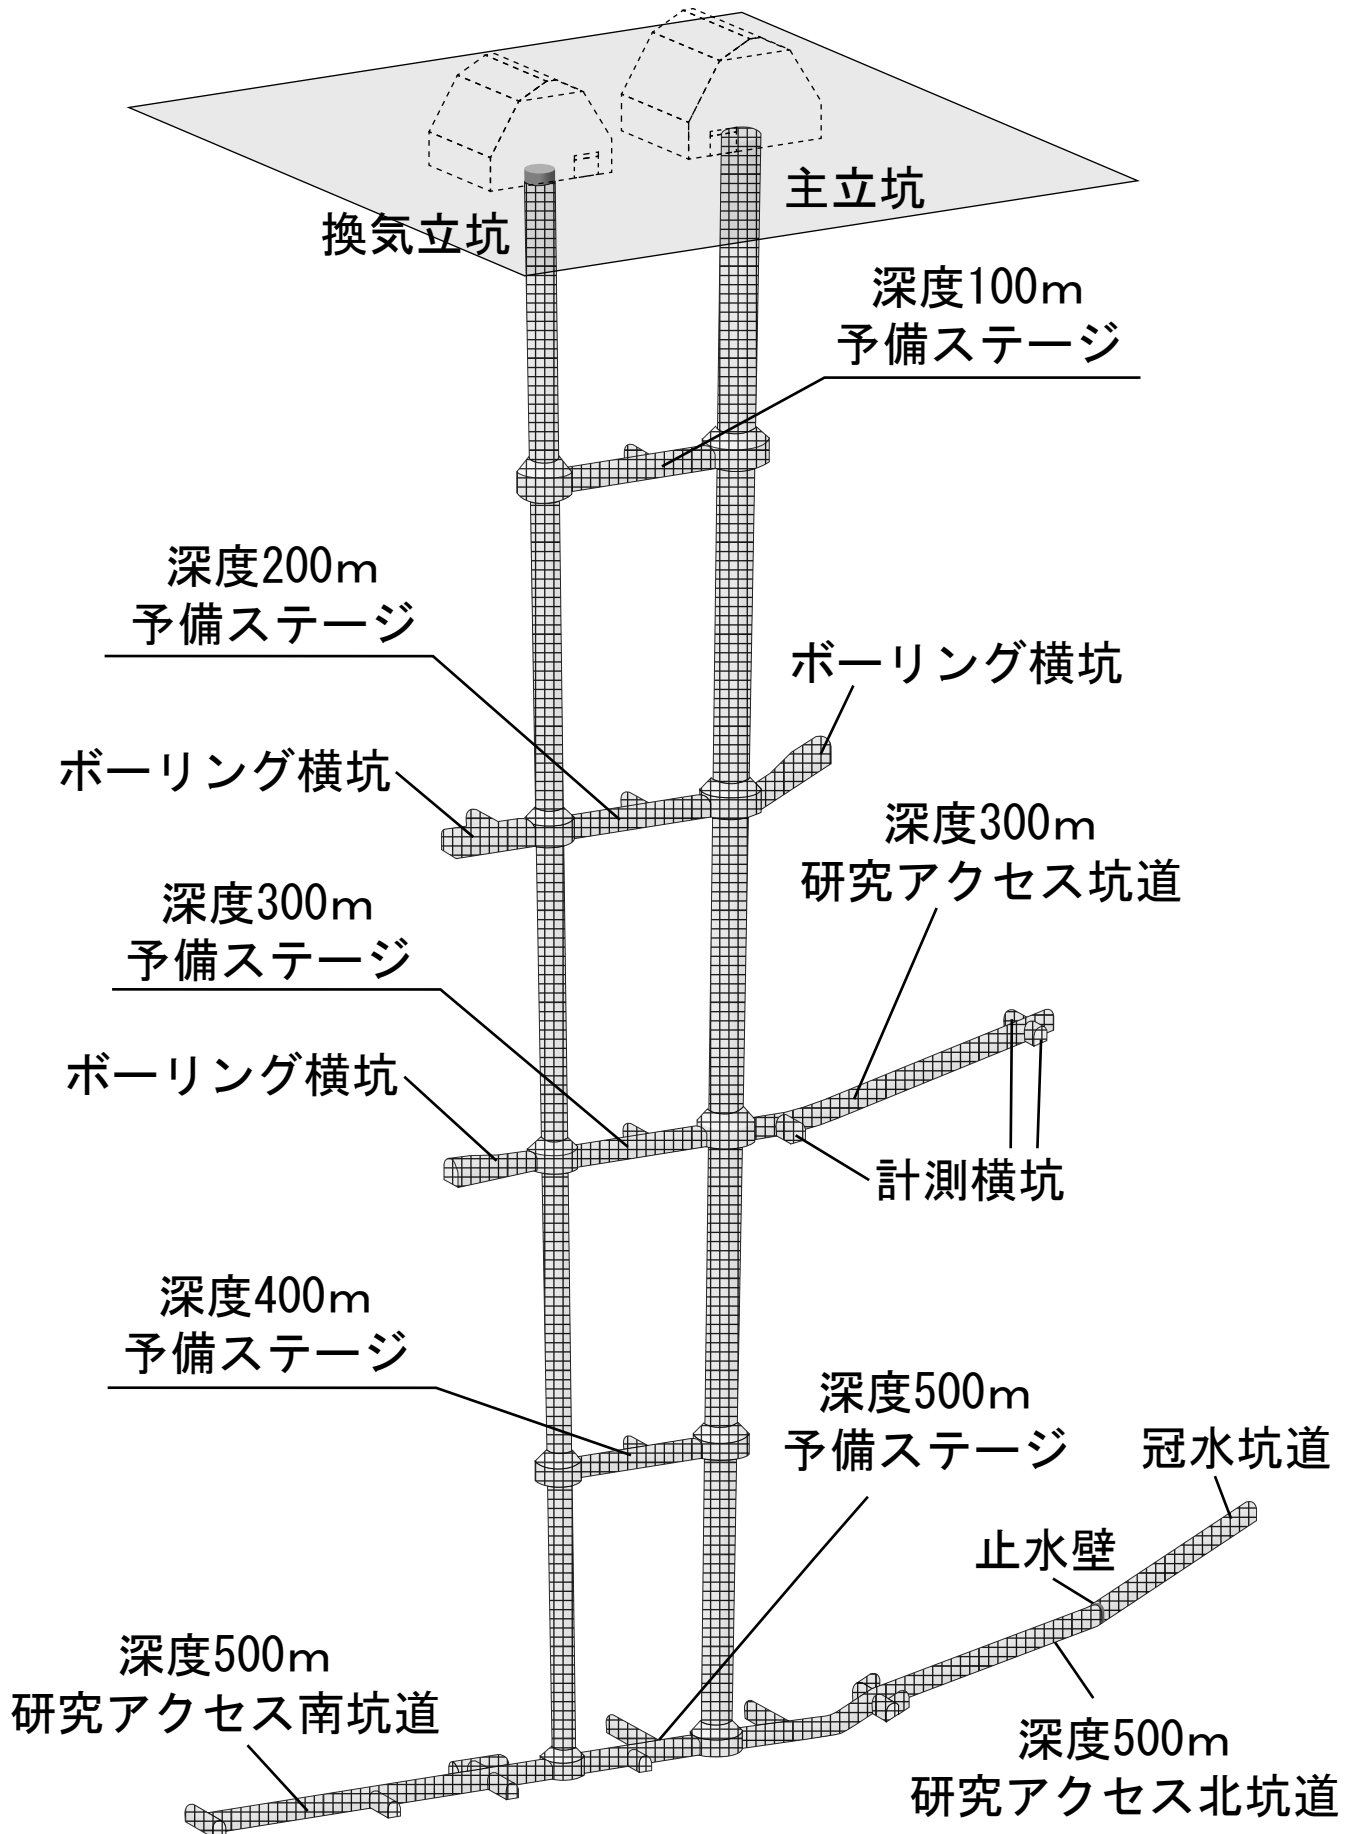 主立坑
換気立坑
深度100m
予備ステージ
深度200m
予備ステージ
ボーリング横坑
ボーリング横坑
深度300m
研究アクセス坑道
深度300m
予備ステージ
ボーリング横坑
計測横坑
深度400m
予備ステージ
深度500m
予備ステージ
冠水坑道
止水壁
深度500m
研究アクセス南坑道
深度500m
研究アクセス北坑道